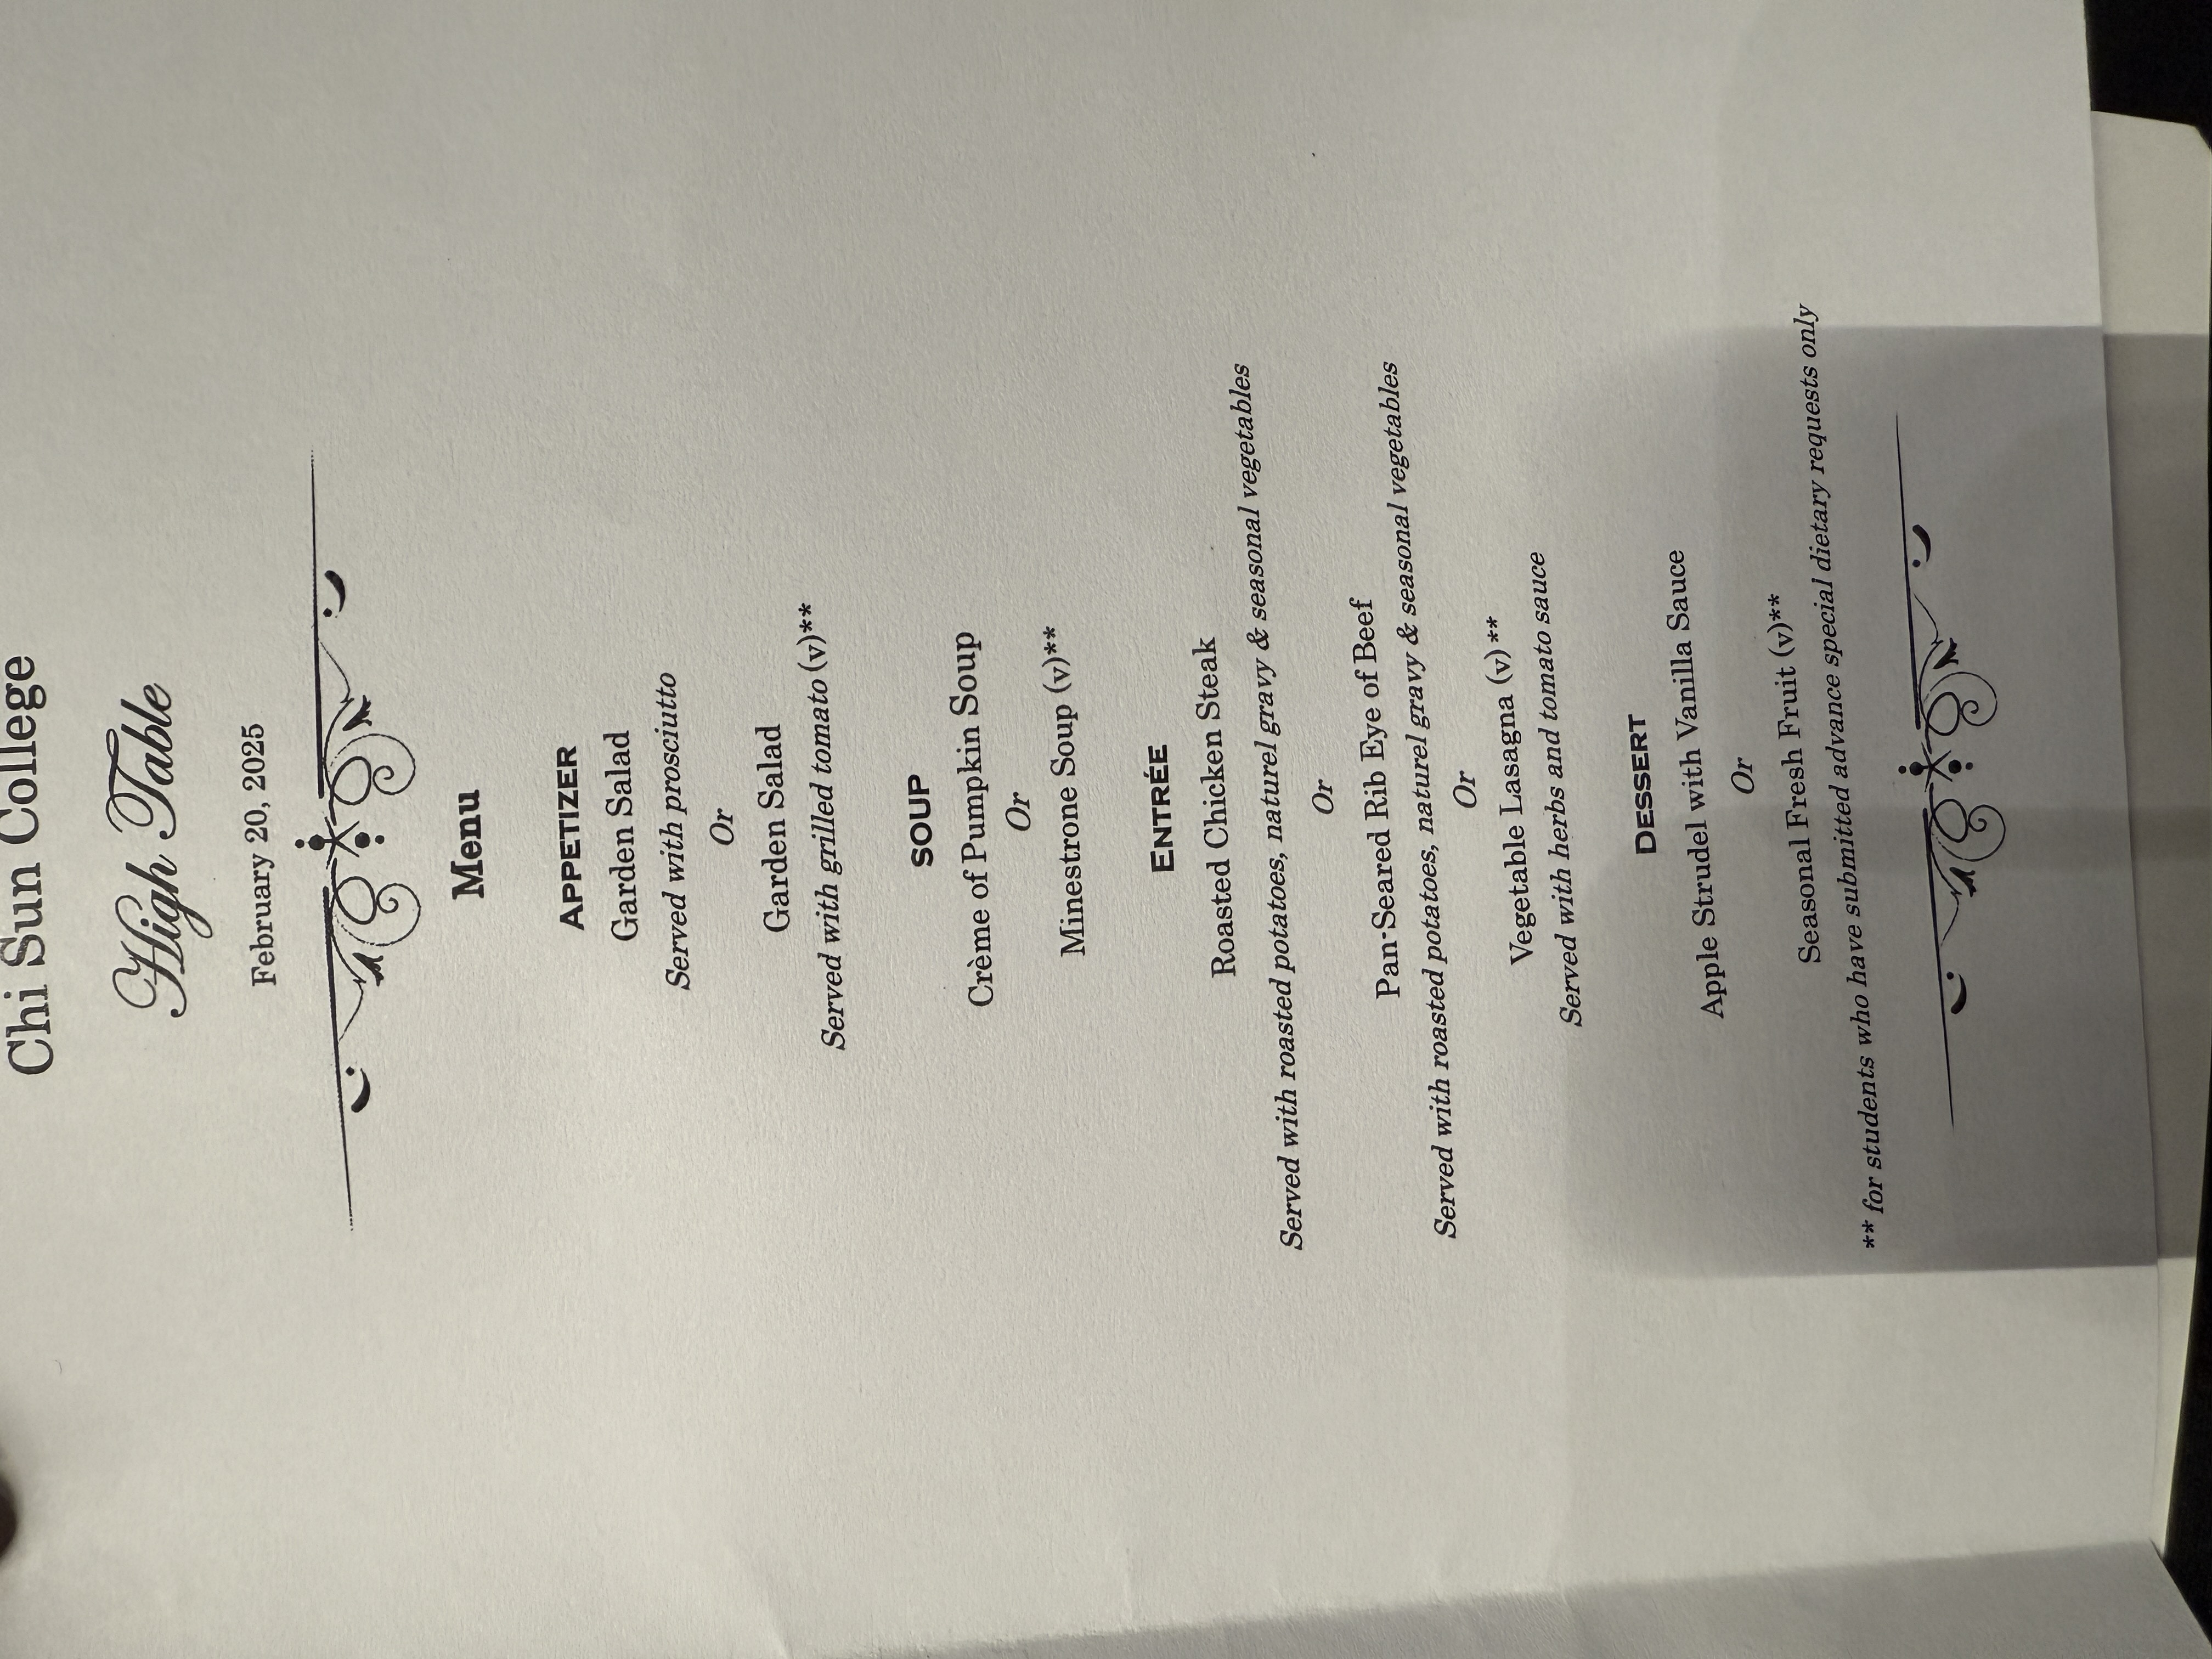 Chi Sun College
High Table
February 20, 2025
Menu
APPETIZER
Garden Salad
Served with prosciutto
Or
Garden Salad
Served with grilled tomato (v)**
SOUP
Crème of Pumpkin Soup
Or
Minestrone Soup (v)**
ENTRÉE
Roasted Chicken Steak
Served with roasted potatoes, naturel gravy & seasonal vegetables
Or
Pan-Seared Rib Eye of Beef
Served with roasted potatoes, naturel gravy & seasonal vegetables
Or
Vegetable Lasagna (v)**
Served with herbs and tomato sauce
DESSERT
Apple Strudel with Vanilla Sauce
Or
Seasonal Fresh Fruit (v)**
** for students who have submitted advance special dietary requests only